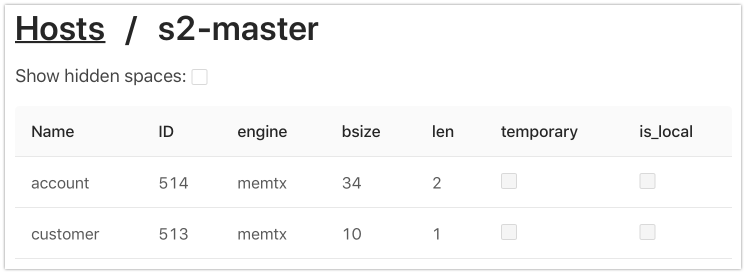 Hosts / s2-master
Show hidden spaces:
Name ID engine bsize len temporary is_local
account 514 memtx 34 2
customer 513 memtx 10 1